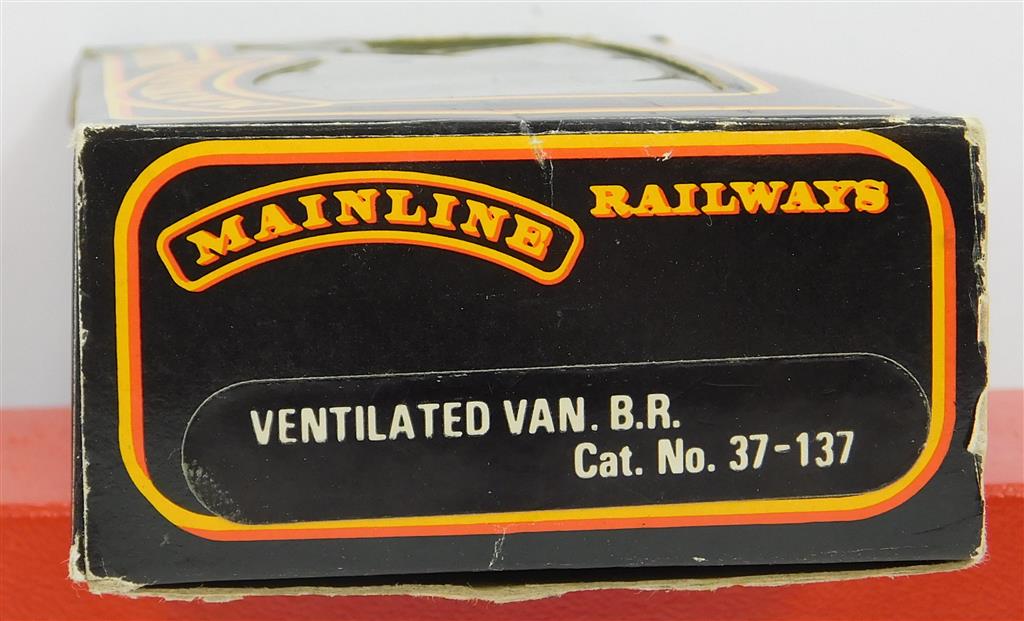 MAINLINE RAILWAYS
VENTILATED VAN. B.R.
Cat. No. 37-137